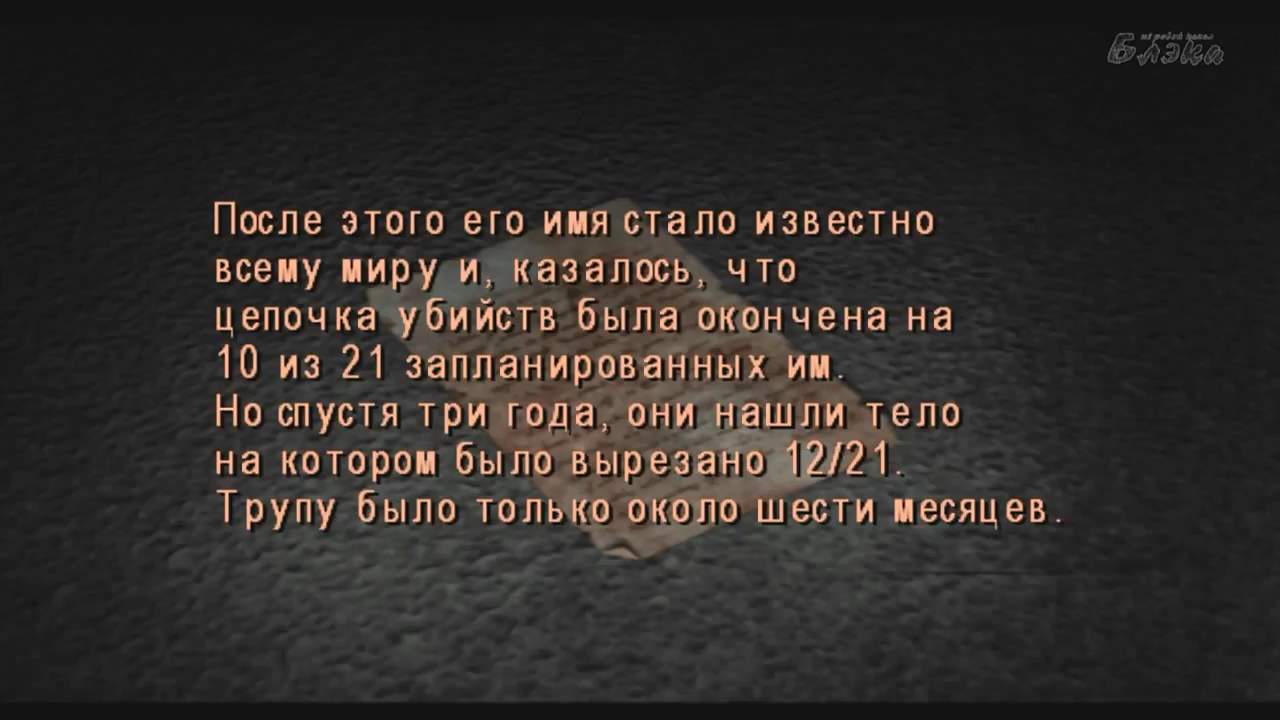 Блэка
После этого его имя стало известно
всему миру и, казалось, что
цепочка убийств была окончена на
10 из 21 запланированных им.
Но спустя три года, они нашли тело
на котором было вырезано 12/21.
Трупу было только около шести месяцев.